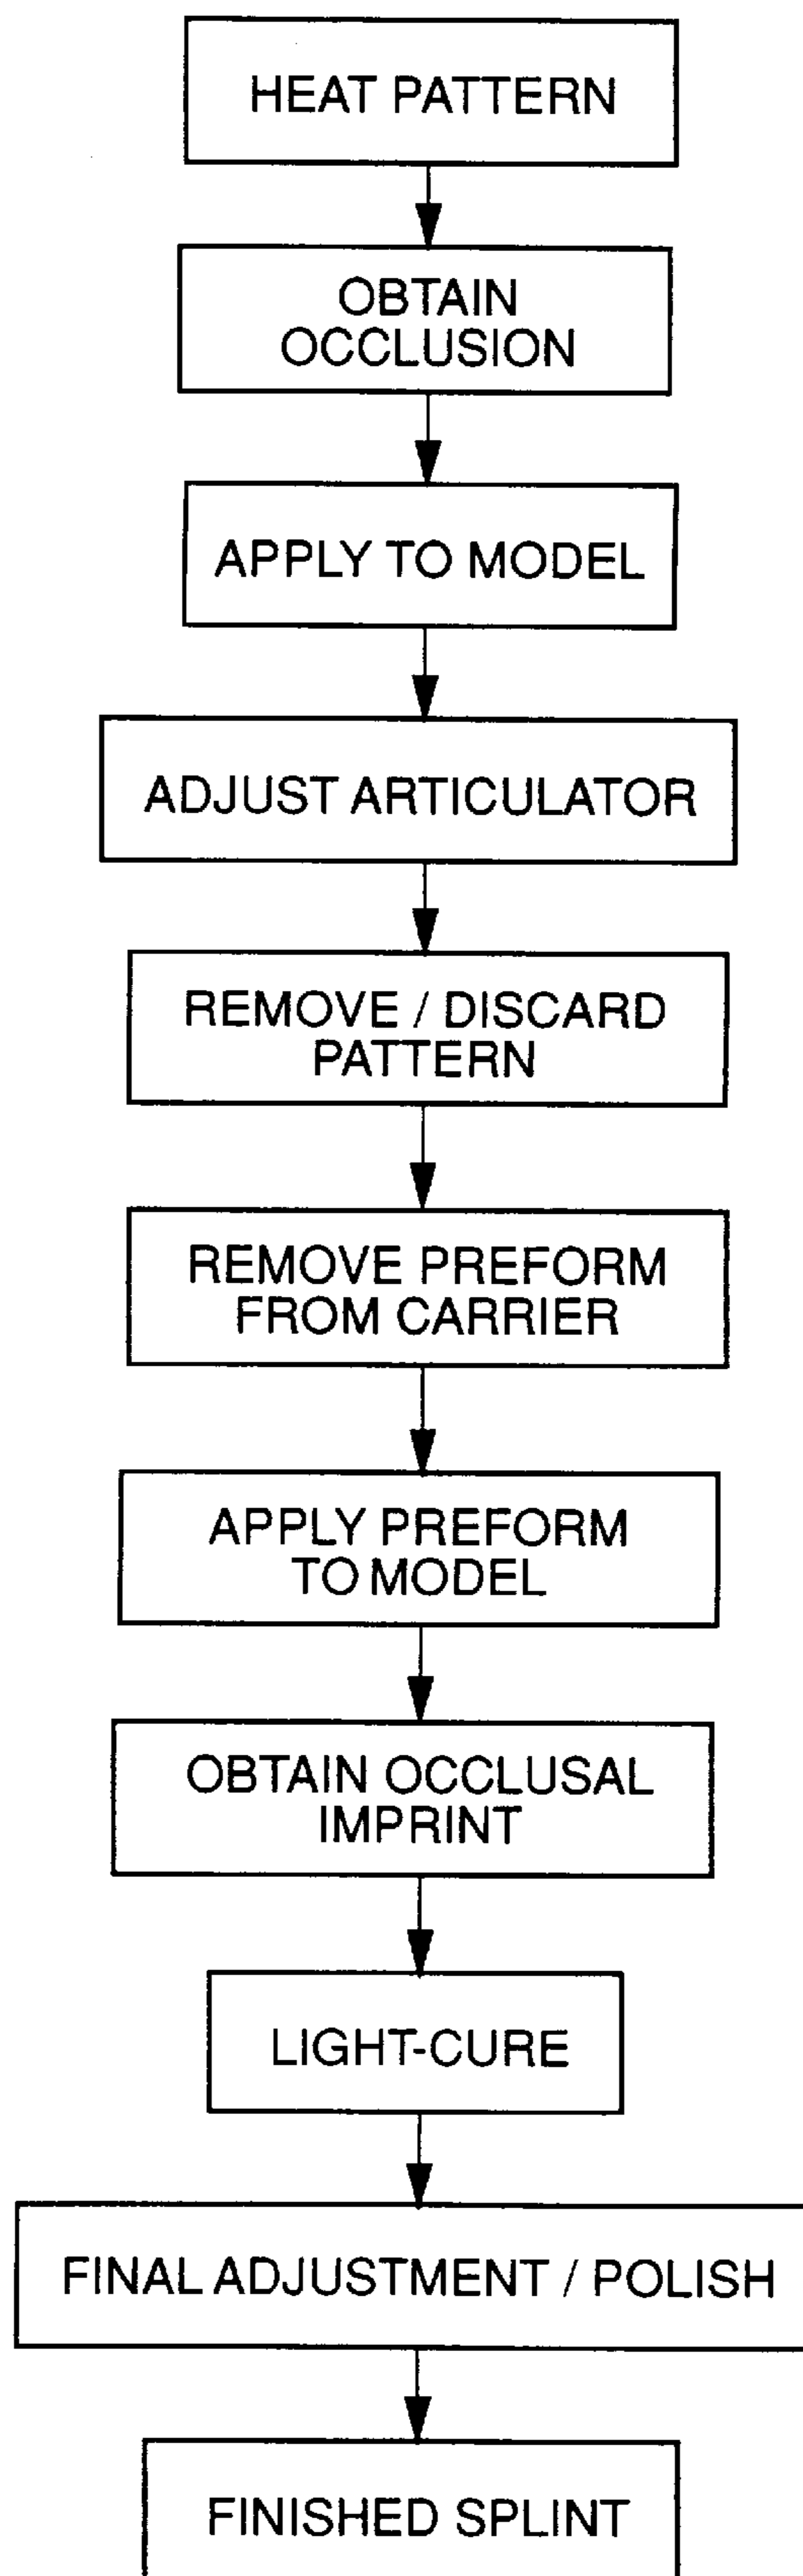 HEAT PATTERN
OBTAIN
OCCLUSION
APPLY TO MODEL
ADJUST ARTICULATOR
REMOVE / DISCARD
PATTERN
REMOVE PREFORM
FROM CARRIER
APPLY PREFORM
TO MODEL
OBTAIN OCCLUSAL
IMPRINT
LIGHT-CURE
FINAL ADJUSTMENT / POLISH
FINISHED SPLINT